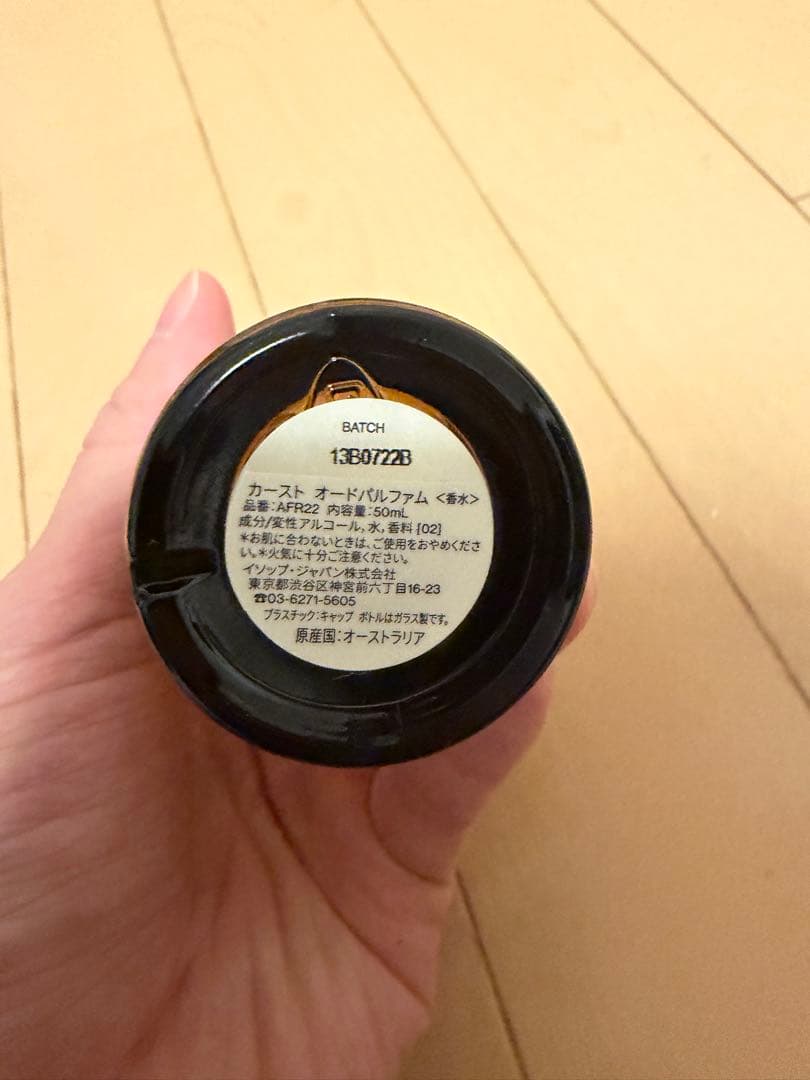 BATCH
13B0722B
カースト オードパルファム <香水>
品番:AFR22 内容量:50mL
成分/変性アルコール,水,香料 [02]
*お肌に合わないときは、ご使用をおやめくださ
い。*火気に十分ご注意ください。
イソップ・ジャパン株式会社
東京都渋谷区神宮前六丁目16-23
☎03-6271-5605
プラスチック:キャップ ボトルはガラス製です。
原産国:オーストラリア